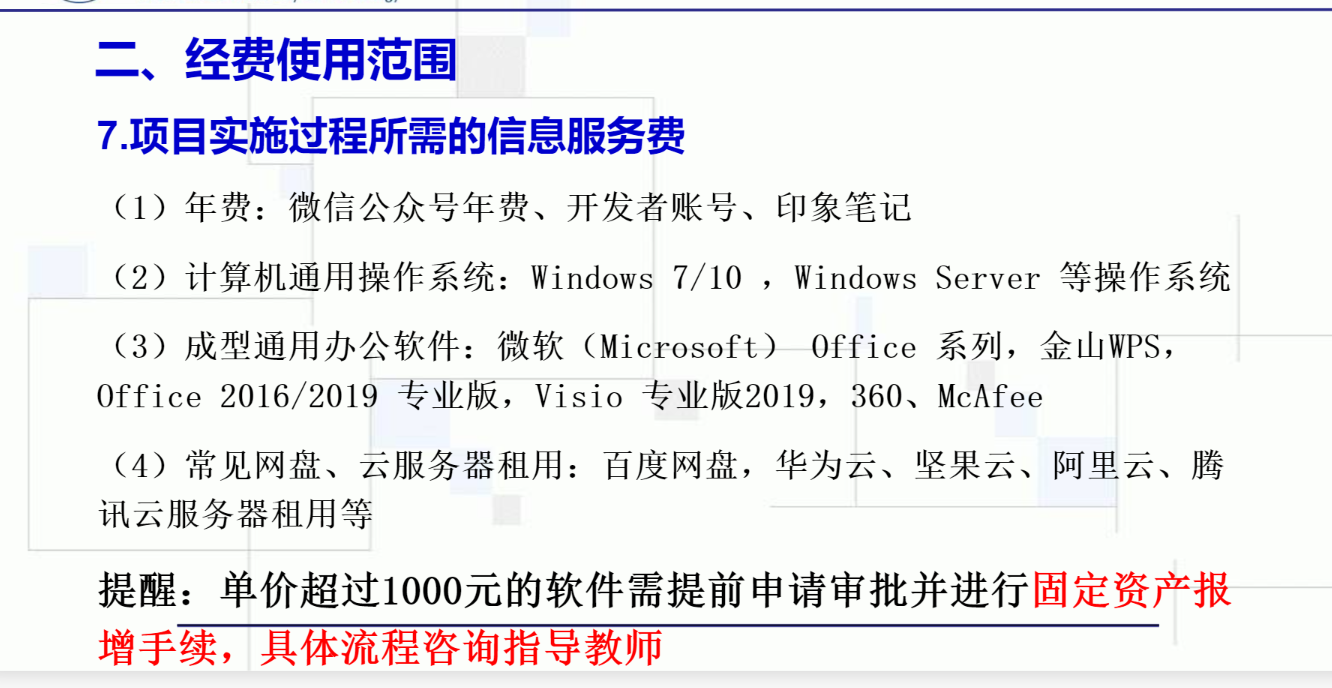 二、经费使用范围
7.项目实施过程所需的信息服务费
（1）年费：微信公众号年费、开发者账号、印象笔记
（2）计算机通用操作系统：Windows 7/10 ，Windows Server 等操作系统
（3）成型通用办公软件：微软（Microsoft） Office 系列，金山WPS，
Office 2016/2019 专业版，Visio 专业版2019，360、McAfee
（4）常见网盘、云服务器租用：百度网盘，华为云、坚果云、阿里云、腾
讯云服务器租用等
提醒：单价超过1000元的软件需提前申请审批并进行固定资产报
增手续，具体流程咨询指导教师